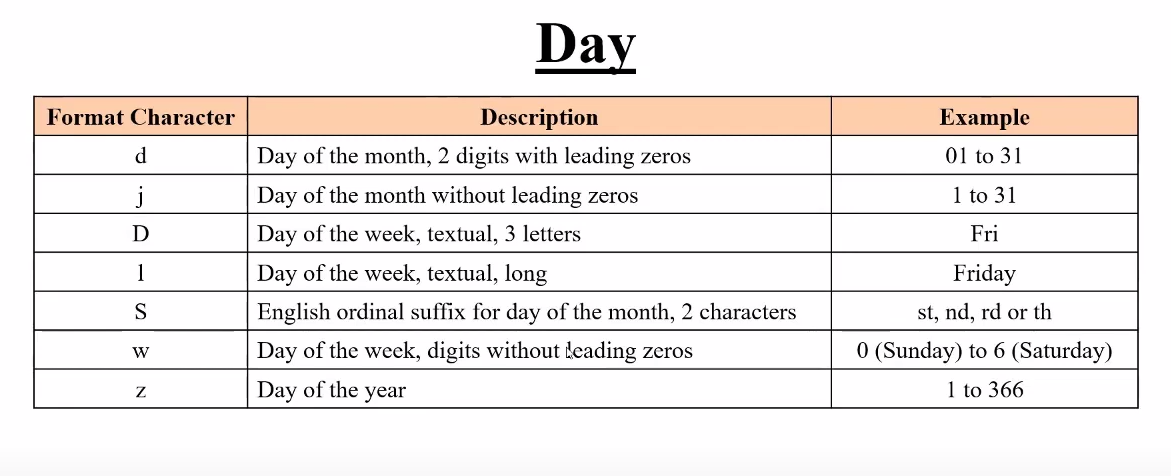 Day
Format Character Description Example
d Day of the month, 2 digits with leading zeros 01 to 31
j Day of the month without leading zeros 1 to 31
D Day of the week, textual, 3 letters Fri
l Day of the week, textual, long Friday
S English ordinal suffix for day of the month, 2 characters st, nd, rd or th
w Day of the week, digits without leading zeros 0 (Sunday) to 6 (Saturday)
z Day of the year 1 to 366